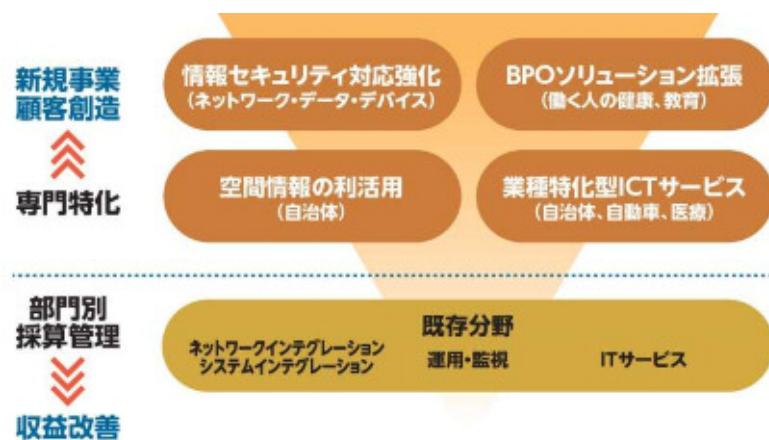 新規事業
顧客創造
情報セキュリティ対応強化
(ネットワーク・データ・デバイス)
BPOソリューション拡張
(働く人の健康、教育)
専門特化
空間情報の利活用
(自治体)
業種特化型ICTサービス
(自治体、自動車、医療)
部門別
採算管理
既存分野
ネットワークインテグレーション
システムインテグレーション
運用・監視
ITサービス
収益改善